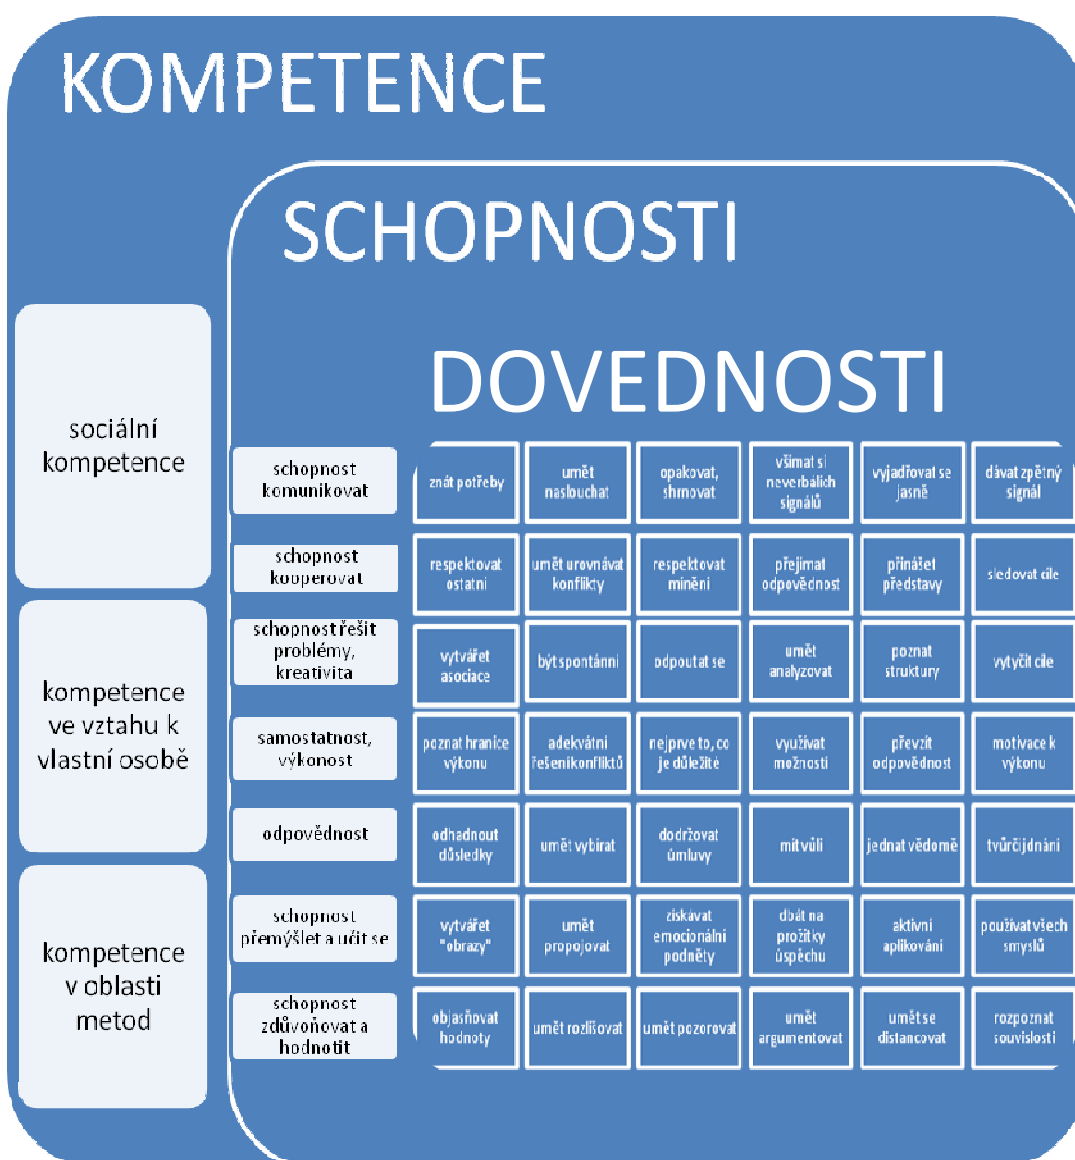 KOMPETENCE
SCHOPNOSTI
DOVEDNOSTI
sociální
kompetence
kompetence
ve vztahu k
vlastní osobě
kompetence
v oblasti
metod
schopnost
komunikovat
znát potřeby
umět
naslouchat
opakovat,
shrnovat
všímat si
neverbálích
signálů
vyjadřovat se
jasně
dávat zpětný
signál
schopnost
kooperovat
respektovat
ostatní
umět urovnávat
konflikty
respektovat
mínění
přejímat
odpovědnost
přinášet
představy
sledovat cíle
schopnost řešit
problémy,
kreativita
vytvářet
asociace
být spontánní
odpoutat se
umět
analyzovat
poznat
struktury
vytyčit cíle
samostatnost,
výkonost
poznat hranice
výkonu
adekvátní
řešení konfliktů
nejprve to, co
je důležité
využívat
možností
převzít
odpovědnost
motivace k
výkonu
odpovědnost
odhadnout
důsledky
umět vybírat
dodržovat
úmluvy
mít vůli
jednat vědomě
tvůrčí jdnání
schopnost
přemýšlet a učit se
vytvářet
"obrazy"
umět
propojovat
získávat
emocionální
podněty
dbát na
prožitky
úspěchu
aktivní
aplikování
používat všech
smyslů
schopnost
zdůvoňovat a
hodnotit
objasňovat
hodnoty
umět rozlišovat
umět pozorovat
umět
argumentovat
umět se
distancovat
rozpoznat
souvislosti